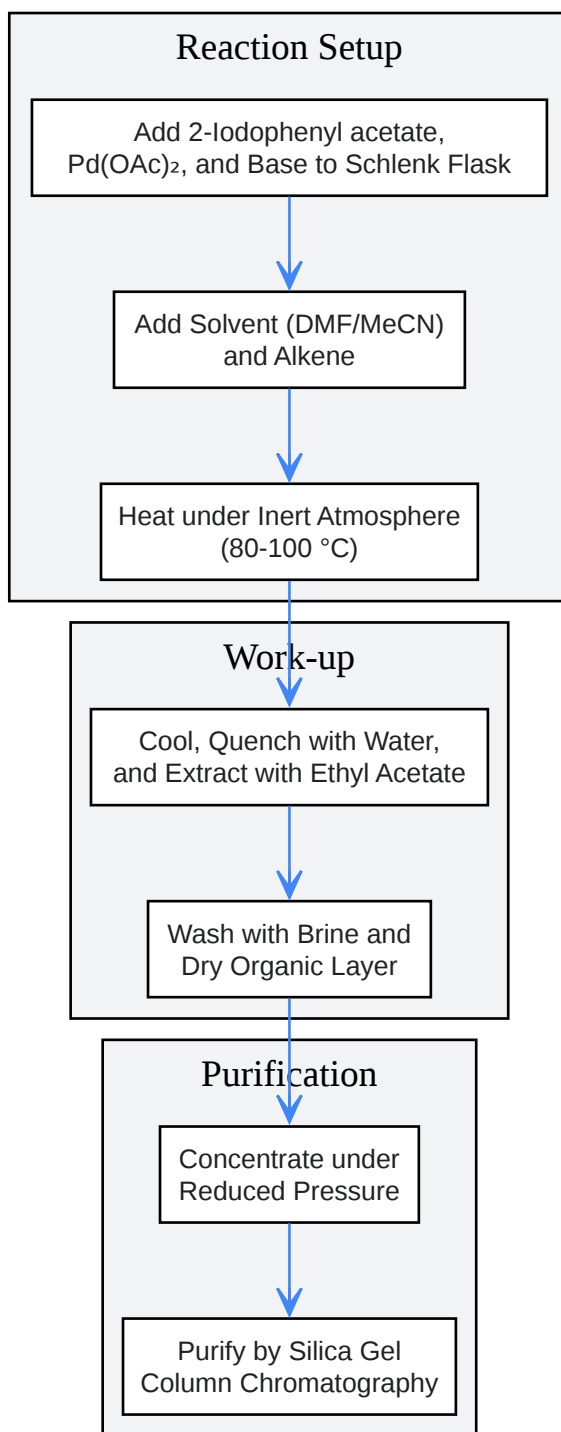 Reaction Setup
Add 2-Iodophenyl acetate,
Pd(OAc)₂, and Base to Schlenk Flask
Add Solvent (DMF/MeCN)
and Alkene
Heat under Inert Atmosphere
(80-100 °C)
Work-up
Cool, Quench with Water,
and Extract with Ethyl Acetate
Wash with Brine and
Dry Organic Layer
Purification
Concentrate under
Reduced Pressure
Purify by Silica Gel
Column Chromatography